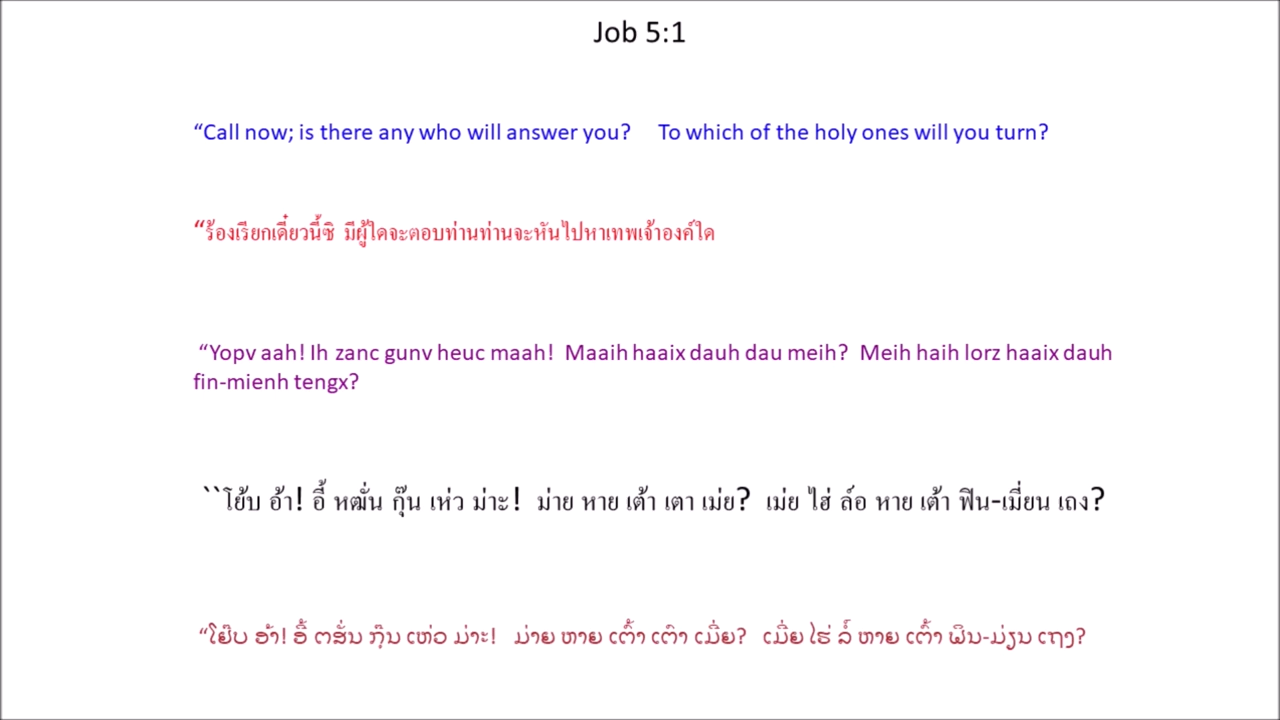 Job 5:1
“Call now; is there any who will answer you?     To which of the holy ones will you turn?
“ร้องเรียกเดี๋ยวนี้ซิ  มีผู้ใดจะตอบท่านท่านจะหันไปหาเทพเจ้าองค์ใด
“Yopv aah! Ih zanc gunv heuc maah!  Maaih haaix dauh dau meih?  Meih haih lorz haaix dauh
fin-mienh tengx?
``โย้บ อ้า! อี้ หฒั่น กุ๊น เห่ว ม่าะ!  ม่าย หาย เต้า เตา เม่ย?  เม่ย ไฮ่ ล์อ หาย เต้า ฟิน-เมี่ยน เถง?
“ໂຢ໊ບ ອ໋າ! ອີ້ ຕສັ່ນ ກຸ໊ນ ເຫ່ວ ມ່າະ!   ມ່າຍ ຫາຍ ເຕົ້າ ເຕົາ ເມີ່ຍ?   ເມີ່ຍ ໄຮ່ ລໍ໌ ຫາຍ ເຕົ້າ ຜິນ-ມ່ຽນ ເຖງ?